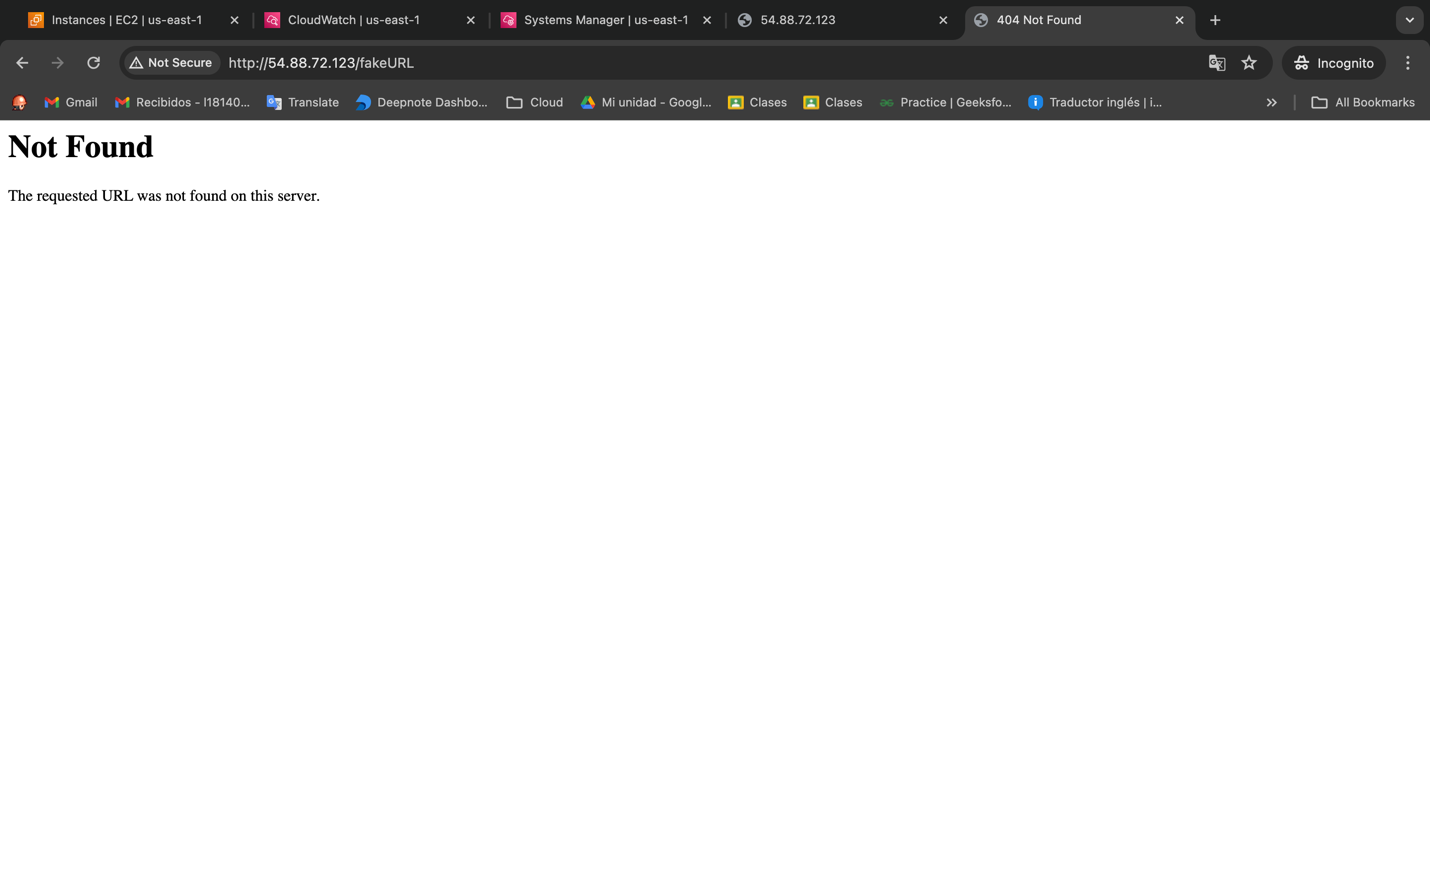 Instances | EC2 | us-east-1
CloudWatch | us-east-1
Systems Manager | us-east-1
54.88.72.123
404 Not Found
Not Secure
http://54.88.72.123/fakeURL
Incognito
Gmail
Recibidos - l18140...
Translate
Deepnote Dashbo...
Cloud
Mi unidad - Googl...
Clases
Clases
Practice | Geeksfo...
Traductor inglés | i...
All Bookmarks
Not Found
The requested URL was not found on this server.